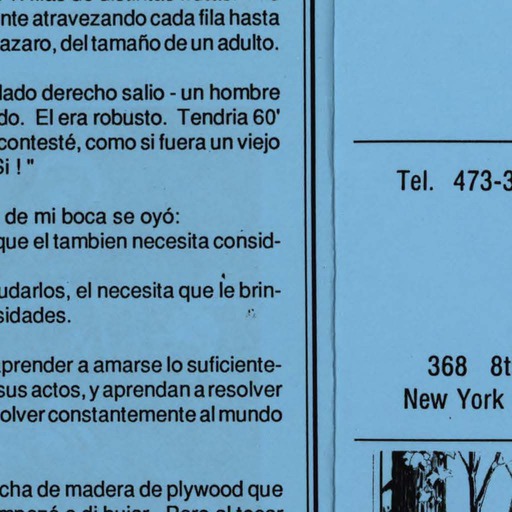 nte atravezando cada fila hasta
azaro, del tamaño de un adulto.
lado derecho salio - un hombre
do. El era robusto. Tendria 60'
contesté, como si fuera un viejo
Si ! "
de mi boca se oyó:
que el tambien necesita consid-
udarlos, el necesita que le brin-
sidades.
aprender a amarse lo suficiente-
sus actos, y aprendan a resolver
olver constantemente al mundo
cha de madera de plywood que
Tel. 473-3
368 8t
New York